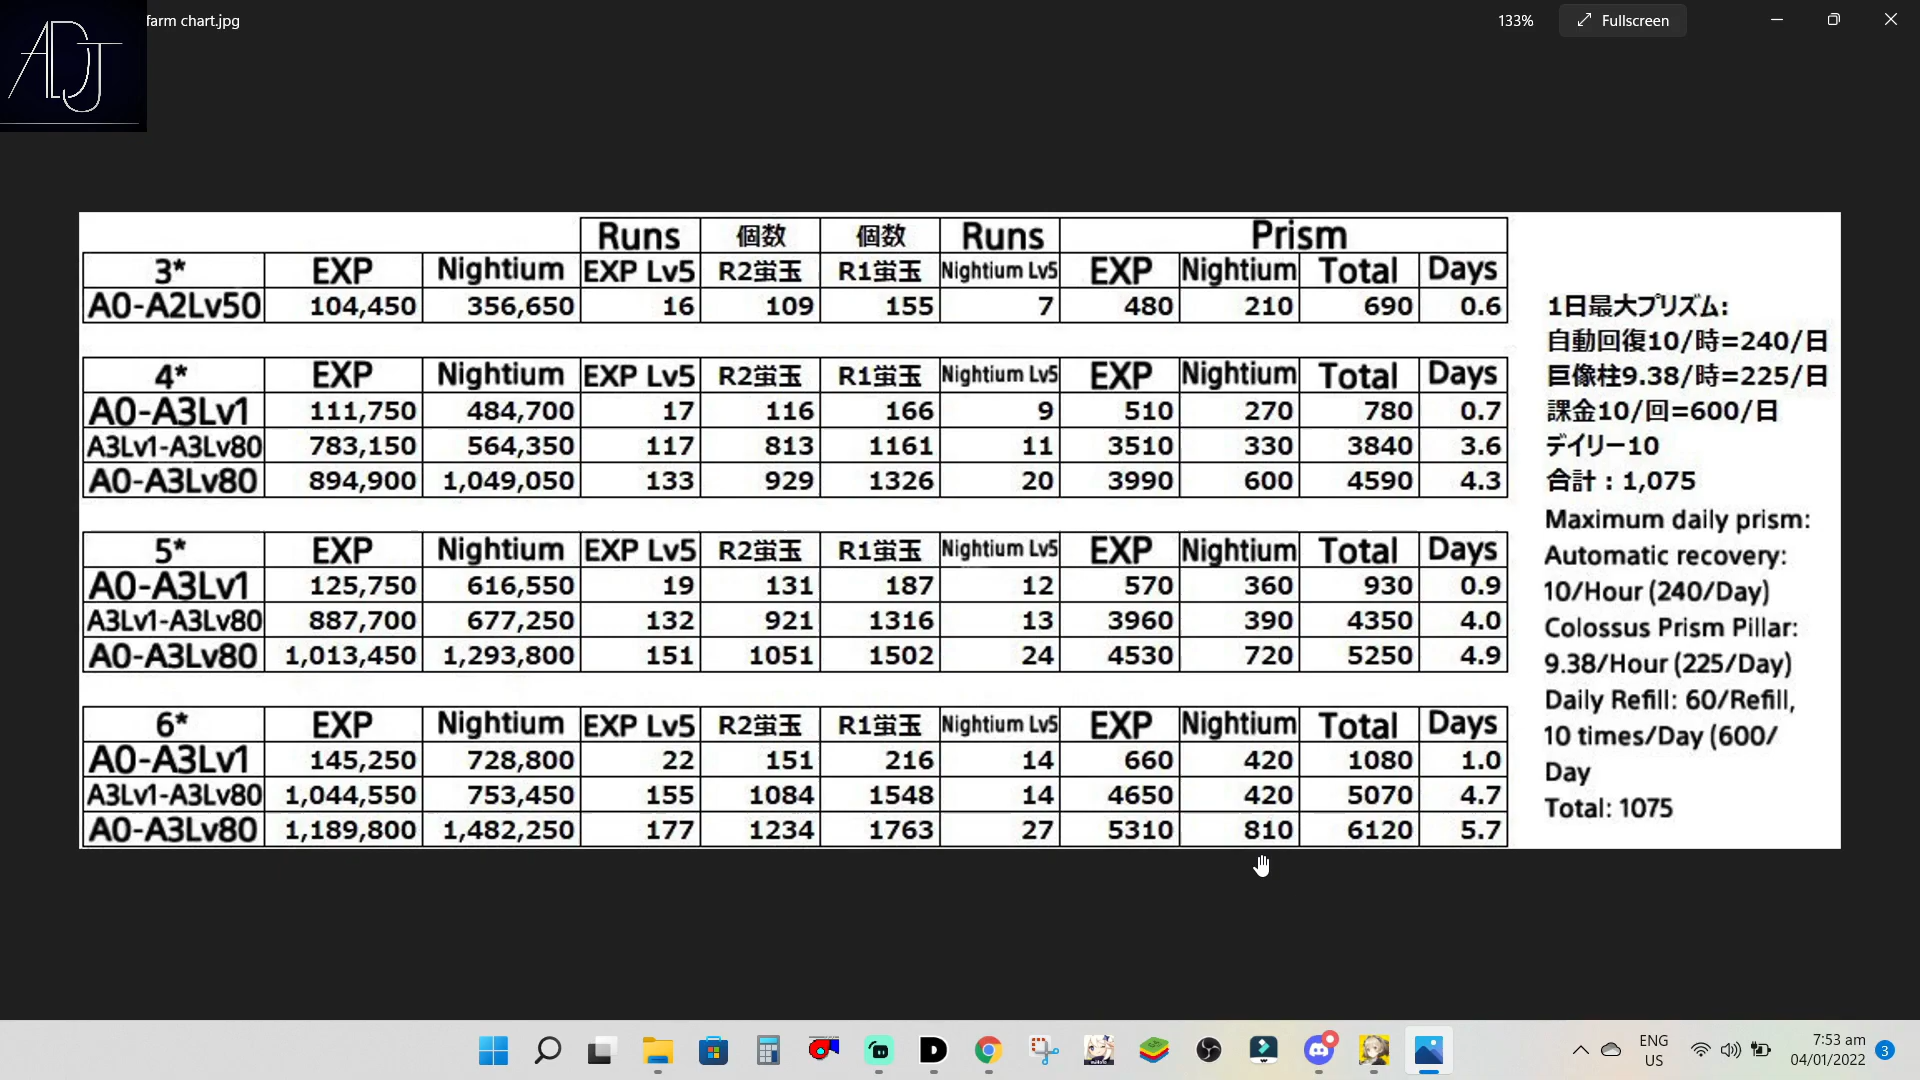 ADJ
farm chart.jpg
133%
Fullscreen
Runs 個数 個数 Runs Prism
3* EXP Nightium EXP Lv5 R2蛍玉 R1蛍玉 Nightium Lv5 EXP Nightium Total Days
A0-A2Lv50 104,450 356,650 16 109 155 7 480 210 690 0.6
4* EXP Nightium EXP Lv5 R2蛍玉 R1蛍玉 Nightium Lv5 EXP Nightium Total Days
A0-A3Lv1 111,750 484,700 17 116 166 9 510 270 780 0.7
A3Lv1-A3Lv80 783,150 564,350 117 813 1161 11 3510 330 3840 3.6
A0-A3Lv80 894,900 1,049,050 133 929 1326 20 3990 600 4590 4.3
5* EXP Nightium EXP Lv5 R2蛍玉 R1蛍玉 Nightium Lv5 EXP Nightium Total Days
A0-A3Lv1 125,750 616,550 19 131 187 12 570 360 930 0.9
A3Lv1-A3Lv80 887,700 677,250 132 921 1316 13 3960 390 4350 4.0
A0-A3Lv80 1,013,450 1,293,800 151 1051 1502 24 4530 720 5250 4.9
6* EXP Nightium EXP Lv5 R2蛍玉 R1蛍玉 Nightium Lv5 EXP Nightium Total Days
A0-A3Lv1 145,250 728,800 22 151 216 14 660 420 1080 1.0
A3Lv1-A3Lv80 1,044,550 753,450 155 1084 1548 14 4650 420 5070 4.7
A0-A3Lv80 1,189,800 1,482,250 177 1234 1763 27 5310 810 6120 5.7
1日最大プリズム:
自動回復10/時=240/日
巨像柱9.38/時=225/日
課金10/回=600/日
デイリー10
合計：1,075
Maximum daily prism:
Automatic recovery:
10/Hour (240/Day)
Colossus Prism Pillar:
9.38/Hour (225/Day)
Daily Refill: 60/Refill,
10 times/Day (600/
Day
Total: 1075
ENG
US
7:53 am
04/01/2022
3